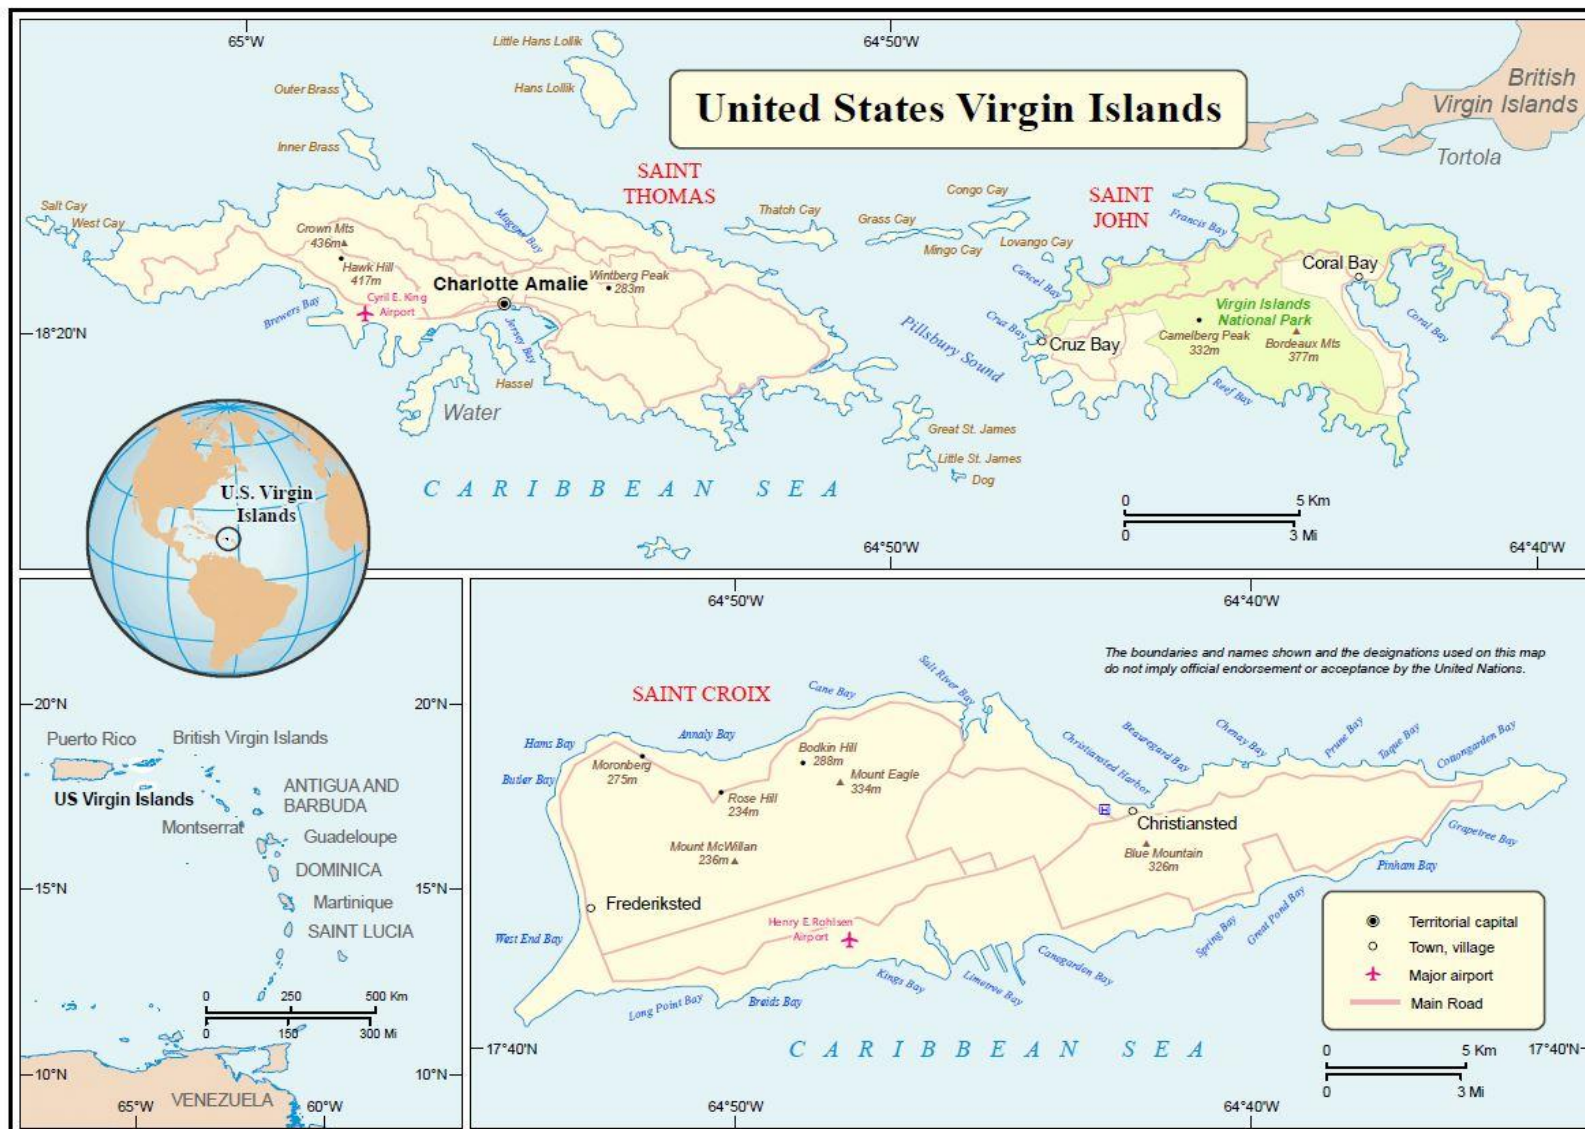 65°W
64°50'W
Little Hans Lollik
Hans Lollik
Outer Brass
Inner Brass
United States Virgin Islands
British
Virgin Islands
Tortola
SAINT
THOMAS
SAINT
JOHN
Salt Cay
West Cay
Crown Mts
436m
Hawk Hill
417m
Magens Bay
Thatch Cay
Grass Cay
Congo Cay
Mingo Cay
Lovango Cay
Francis Bay
Cancel Bay
Coral Bay
Charlotte Amalie
Wintberg Peak
283m
Cyril E. King
Airport
Brewers Bay
Jersey Bay
Hassel
Water
18°20'N
Pillsbury Sound
Cruz Bay
Cruz Bay
Virgin Islands
National Park
Camelberg Peak
332m
Bordeaux Mts
377m
Coral Bay
Reef Bay
Great St. James
Little St. James
Dog
CARIBBEAN SEA
0 5 Km
0 3 Mi
64°50'W
64°40'W
U.S. Virgin
Islands
20°N
20°N
Puerto Rico
British Virgin Islands
US Virgin Islands
ANTIGUA AND
BARBUDA
Montserrat
Guadeloupe
DOMINICA
15°N
15°N
Martinique
SAINT LUCIA
0 250 500 Km
0 150 300 Mi
10°N
10°N
VENEZUELA
65°W
60°W
64°50'W
64°40'W
The boundaries and names shown and the designations used on this map
do not imply official endorsement or acceptance by the United Nations.
SAINT CROIX
Hams Bay
Butler Bay
Annaly Bay
Cane Bay
Salt River Bay
Christiansted Harbor
Beauregard Bay
Chenay Bay
Prune Bay
Taque Bay
Cottongarden Bay
Moronberg
275m
Bodkin Hill
288m
Mount Eagle
334m
Rose Hill
234m
Mount McWillan
236m
H
Christiansted
Blue Mountain
326m
Grapetree Bay
Pinham Bay
Frederiksted
West End Bay
Henry E. Rohlsen
Airport
Long Point Bay
Breids Bay
Kings Bay
Limetree Bay
Canegarden Bay
Spring Bay
Great Pond Bay
CARIBBEAN SEA
Territorial capital
Town, village
Major airport
Main Road
17°40'N
17°40'N
0 5 Km
0 3 Mi